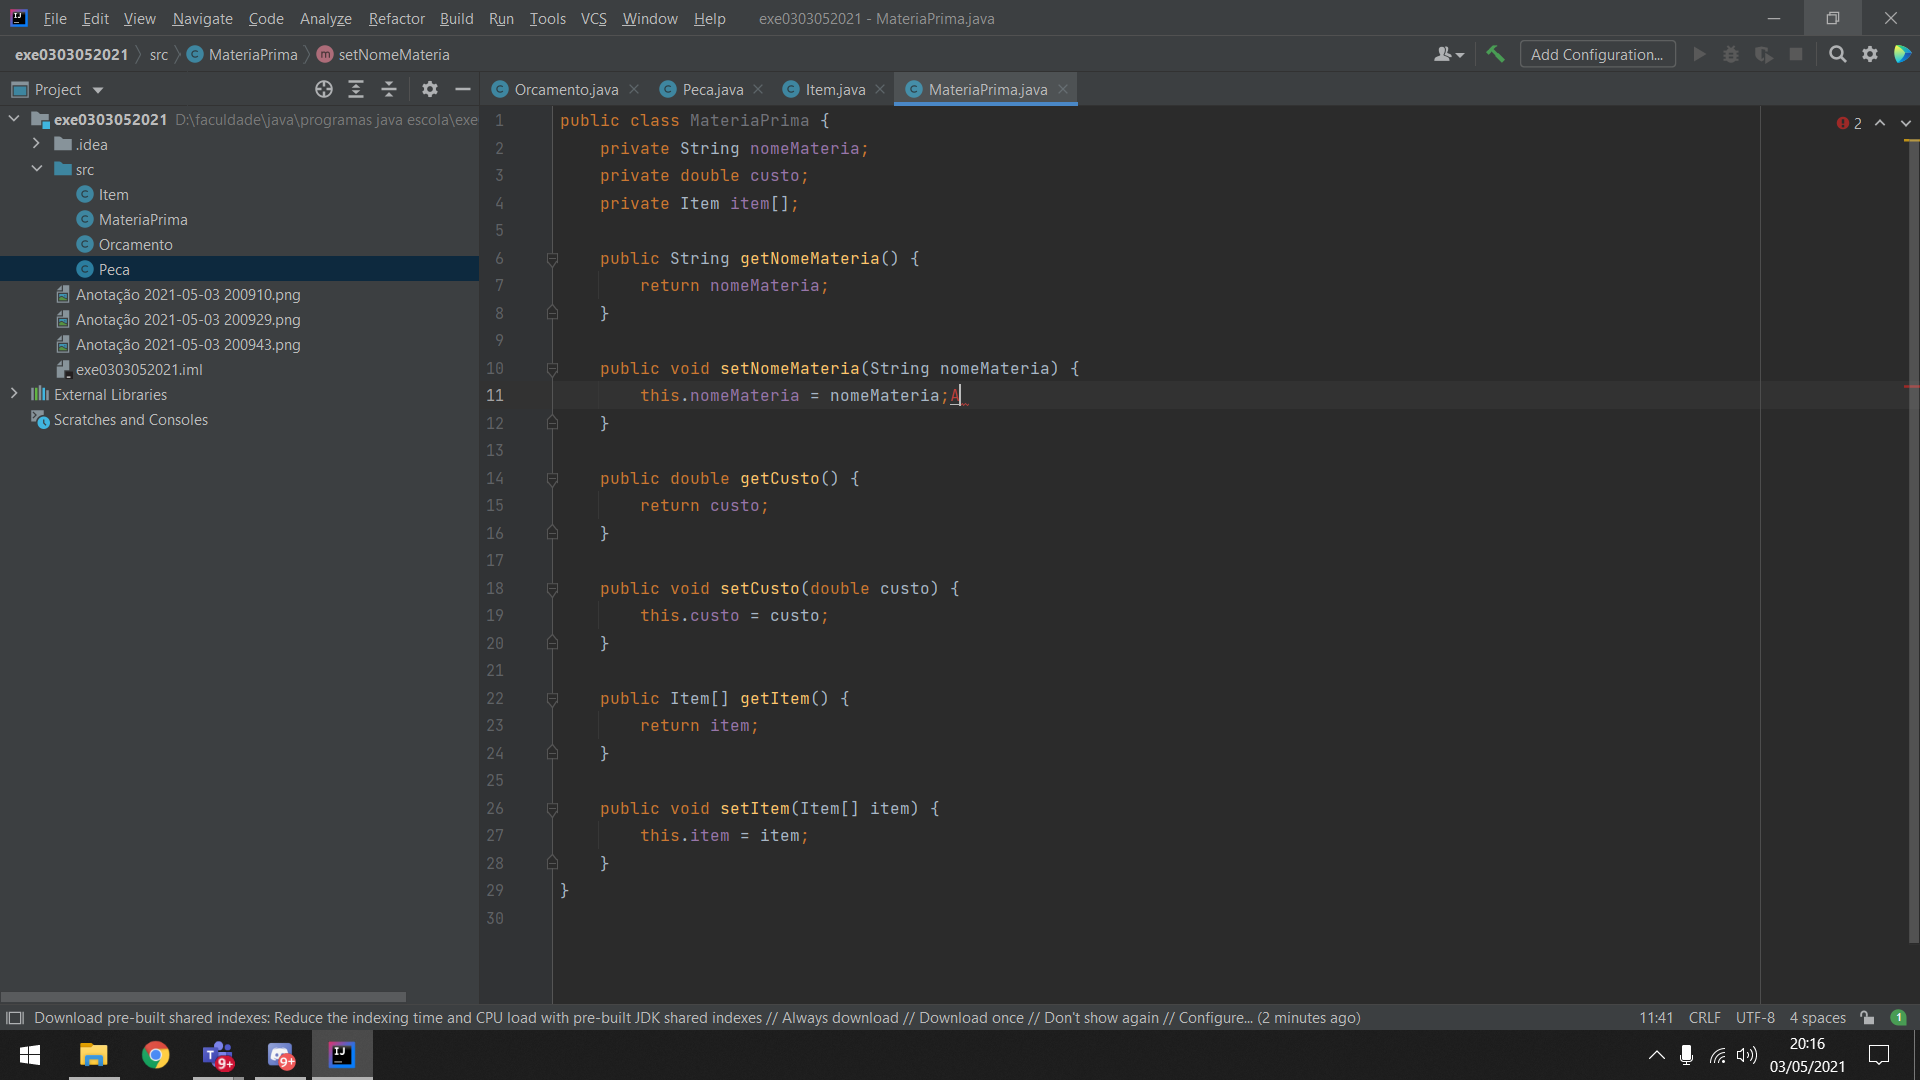 File Edit View Navigate Code Analyze Refactor Build Run Tools VCS Window Help exe0303052021 - MateriaPrima.java
exe0303052021 src MateriaPrima setNomeMateria Add Configuration...
Project
Orcamento.java Peca.java Item.java MateriaPrima.java
exe0303052021 D:\faculdade\java\programas java escola\exe
.idea
src
Item
MateriaPrima
Orcamento
Peca
Anotação 2021-05-03 200910.png
Anotação 2021-05-03 200929.png
Anotação 2021-05-03 200943.png
exe0303052021.iml
External Libraries
Scratches and Consoles
2
1 public class MateriaPrima {
2 private String nomeMateria;
3 private double custo;
4 private Item item[];
5
6 public String getNomeMateria() {
7 return nomeMateria;
8 }
9
10 public void setNomeMateria(String nomeMateria) {
11 this.nomeMateria = nomeMateria;A
12 }
13
14 public double getCusto() {
15 return custo;
16 }
17
18 public void setCusto(double custo) {
19 this.custo = custo;
20 }
21
22 public Item[] getItem() {
23 return item;
24 }
25
26 public void setItem(Item[] item) {
27 this.item = item;
28 }
29 }
30
Download pre-built shared indexes: Reduce the indexing time and CPU load with pre-built JDK shared indexes // Always download // Download once // Don't show again // Configure... (2 minutes ago) 11:41 CRLF UTF-8 4 spaces 1
9+ 9+ 20:16
03/05/2021